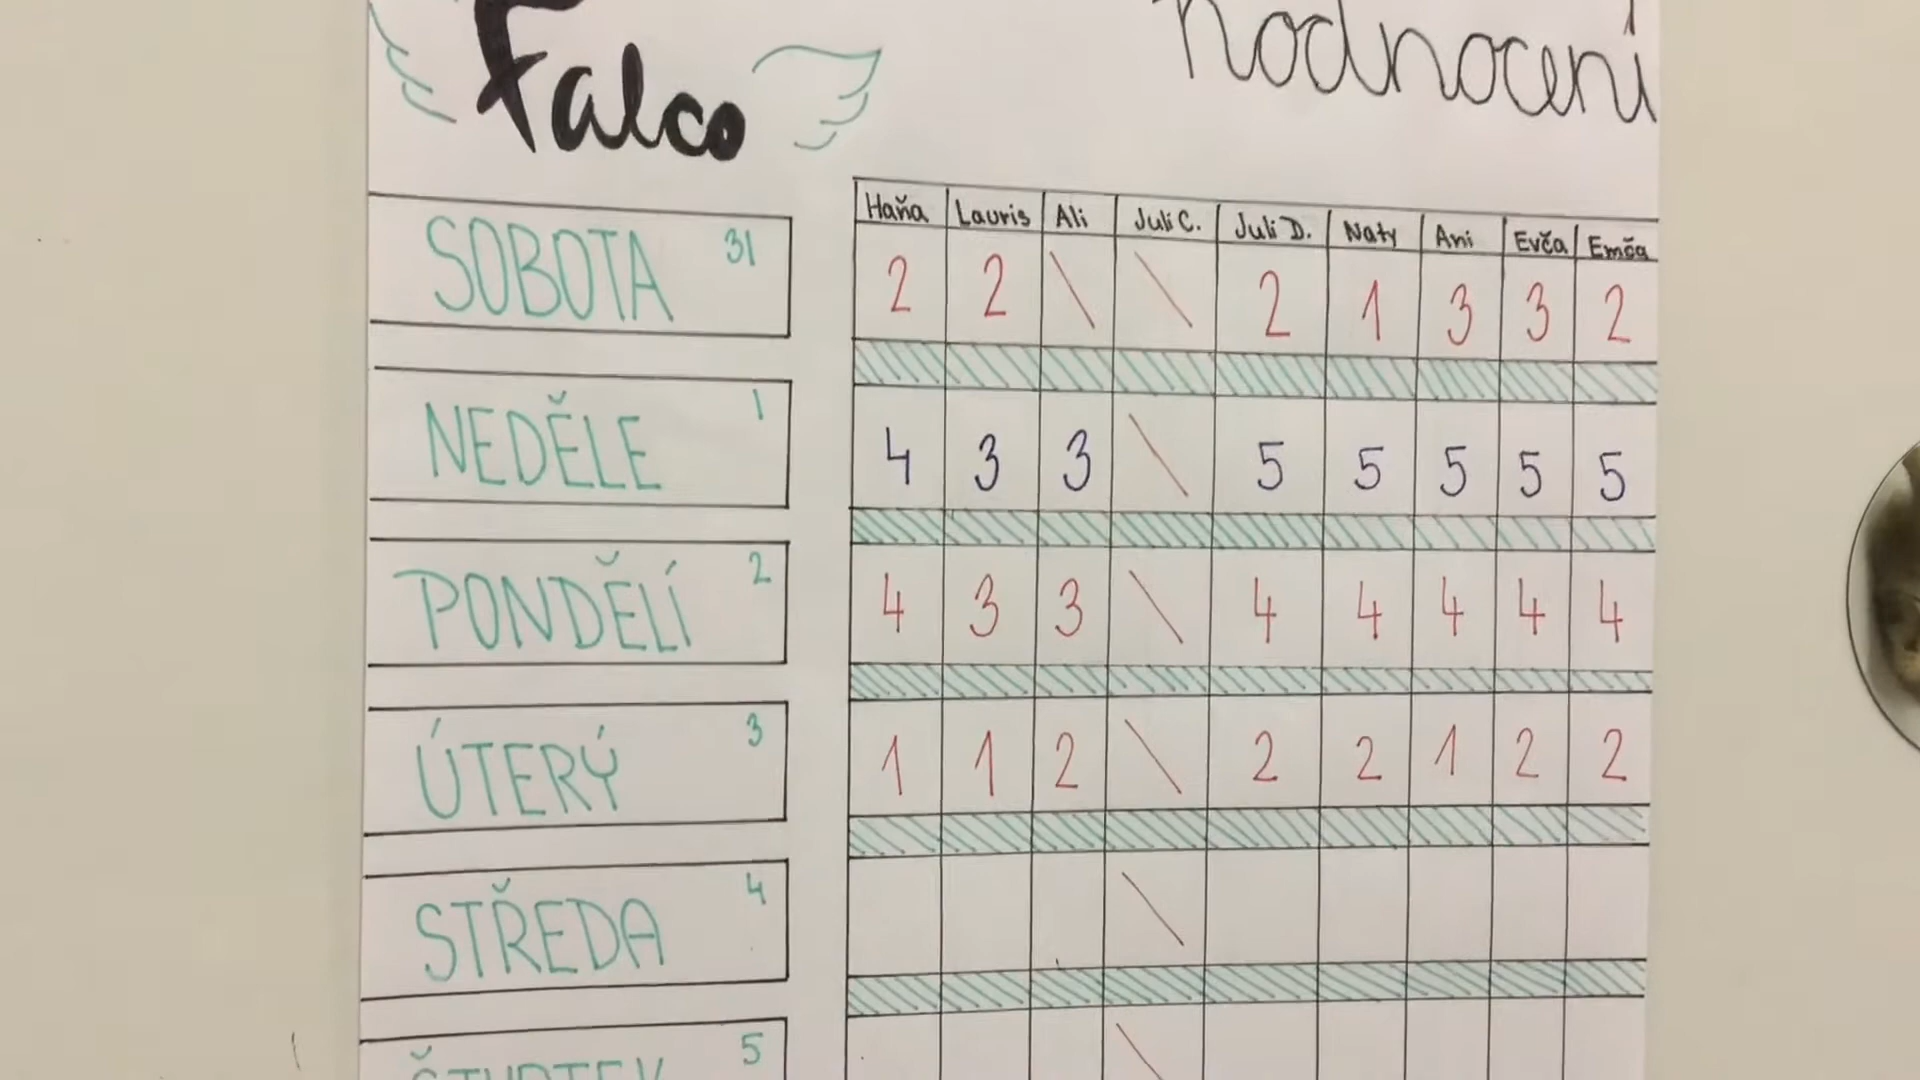 Falco
hodnocení
Haňa Lauris Ali Juli C. Juli D. Naty Ani Evča Emča
SOBOTA 31 2 2 \ \ 2 1 3 3 2
NEDĚLE 1 4 3 3 \ 5 5 5 5 5
PONDĚLÍ 2 4 3 3 \ 4 4 4 4 4
ÚTERÝ 3 1 1 2 \ 2 2 1 2 2
STŘEDA 4 \
ČTVRTEK 5 \